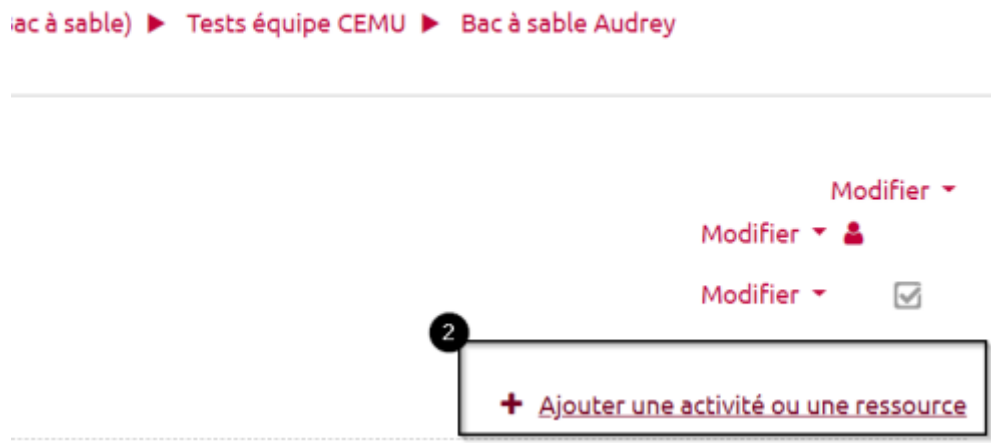 ac à sable) ► Tests équipe CEMU ► Bac à sable Audrey
Modifier
Modifier
Modifier
2
+ Ajouter une activité ou une ressource